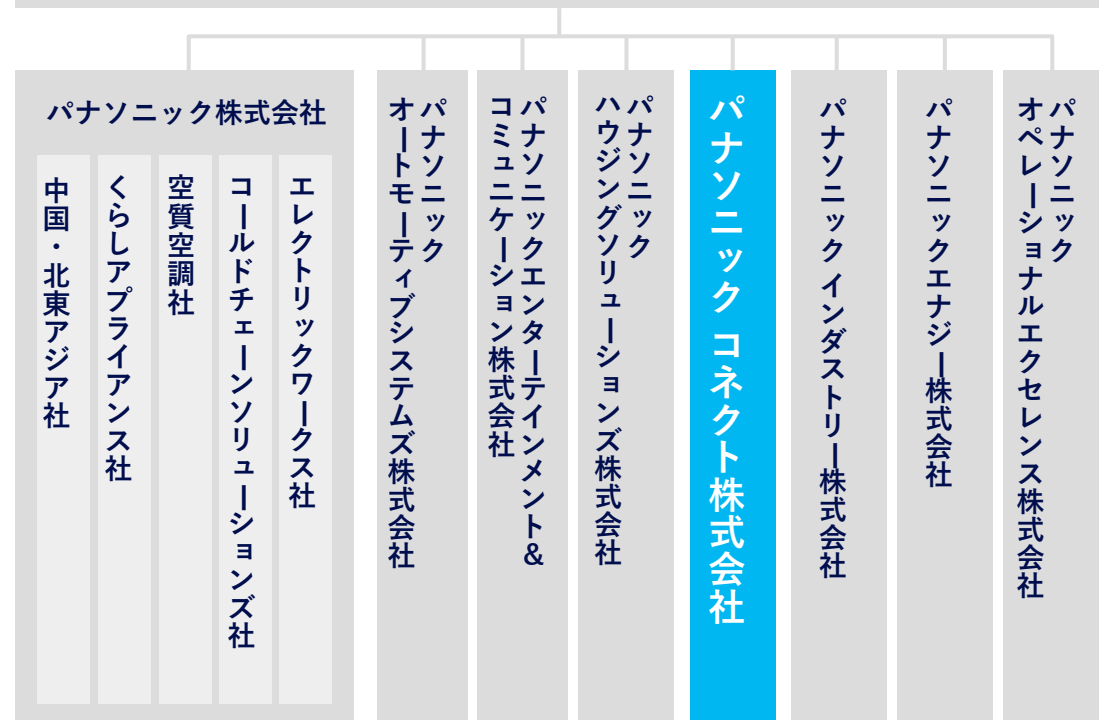 パナソニック株式会社
中国・北東アジア社
くらしアプライアンス社
空質空調社
コールドチェーンソリューションズ社
エレクトリックワークス社
パナソニック
オートモーティブシステムズ株式会社
パナソニックエンターテインメント&
コミュニケーション株式会社
パナソニック
ハウジングソリューションズ株式会社
パナソニック コネクト株式会社
パナソニック インダストリー株式会社
パナソニックエナジー株式会社
パナソニック
オペレーショナルエクセレンス株式会社